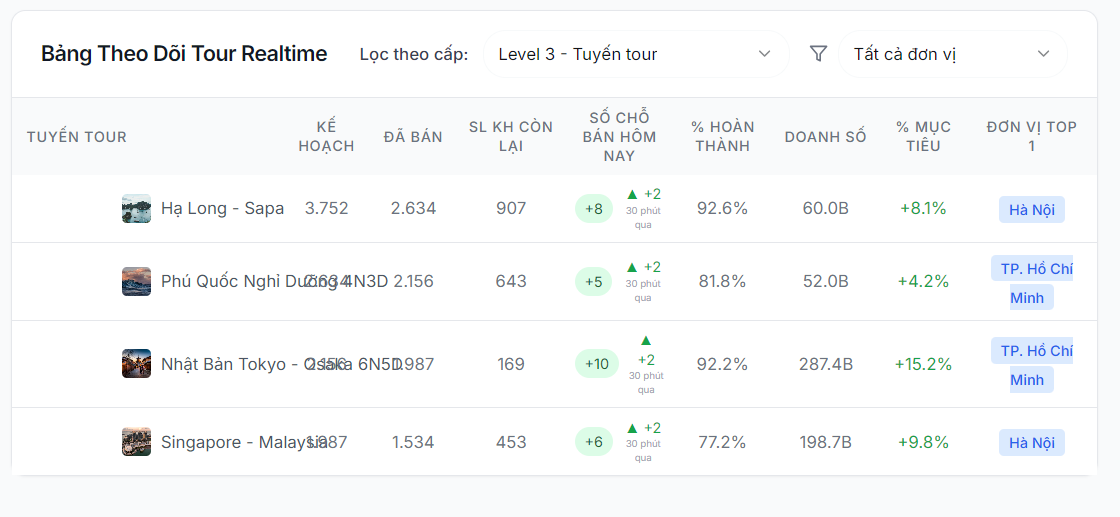 Bảng Theo Dõi Tour Realtime Lọc theo cấp: Level 3 - Tuyến tour Tất cả đơn vị
TUYẾN TOUR KẾ HOẠCH ĐÃ BÁN SL KH CÒN LẠI SỐ CHỖ BÁN HÔM NAY % HOÀN THÀNH DOANH SỐ % MỤC TIÊU ĐƠN VỊ TOP 1
Hạ Long - Sapa 3.752 2.634 907 +8 ▲ +2 30 phút qua 92.6% 60.0B +8.1% Hà Nội
Phú Quốc Nghỉ Dưỡng 4N3D 2.634 2.156 643 +5 ▲ +2 30 phút qua 81.8% 52.0B +4.2% TP. Hồ Chí Minh
Nhật Bản Tokyo - Osaka 6N5D 2.156 1.987 169 +10 ▲ +2 30 phút qua 92.2% 287.4B +15.2% TP. Hồ Chí Minh
Singapore - Malaysia 1.987 1.534 453 +6 ▲ +2 30 phút qua 77.2% 198.7B +9.8% Hà Nội